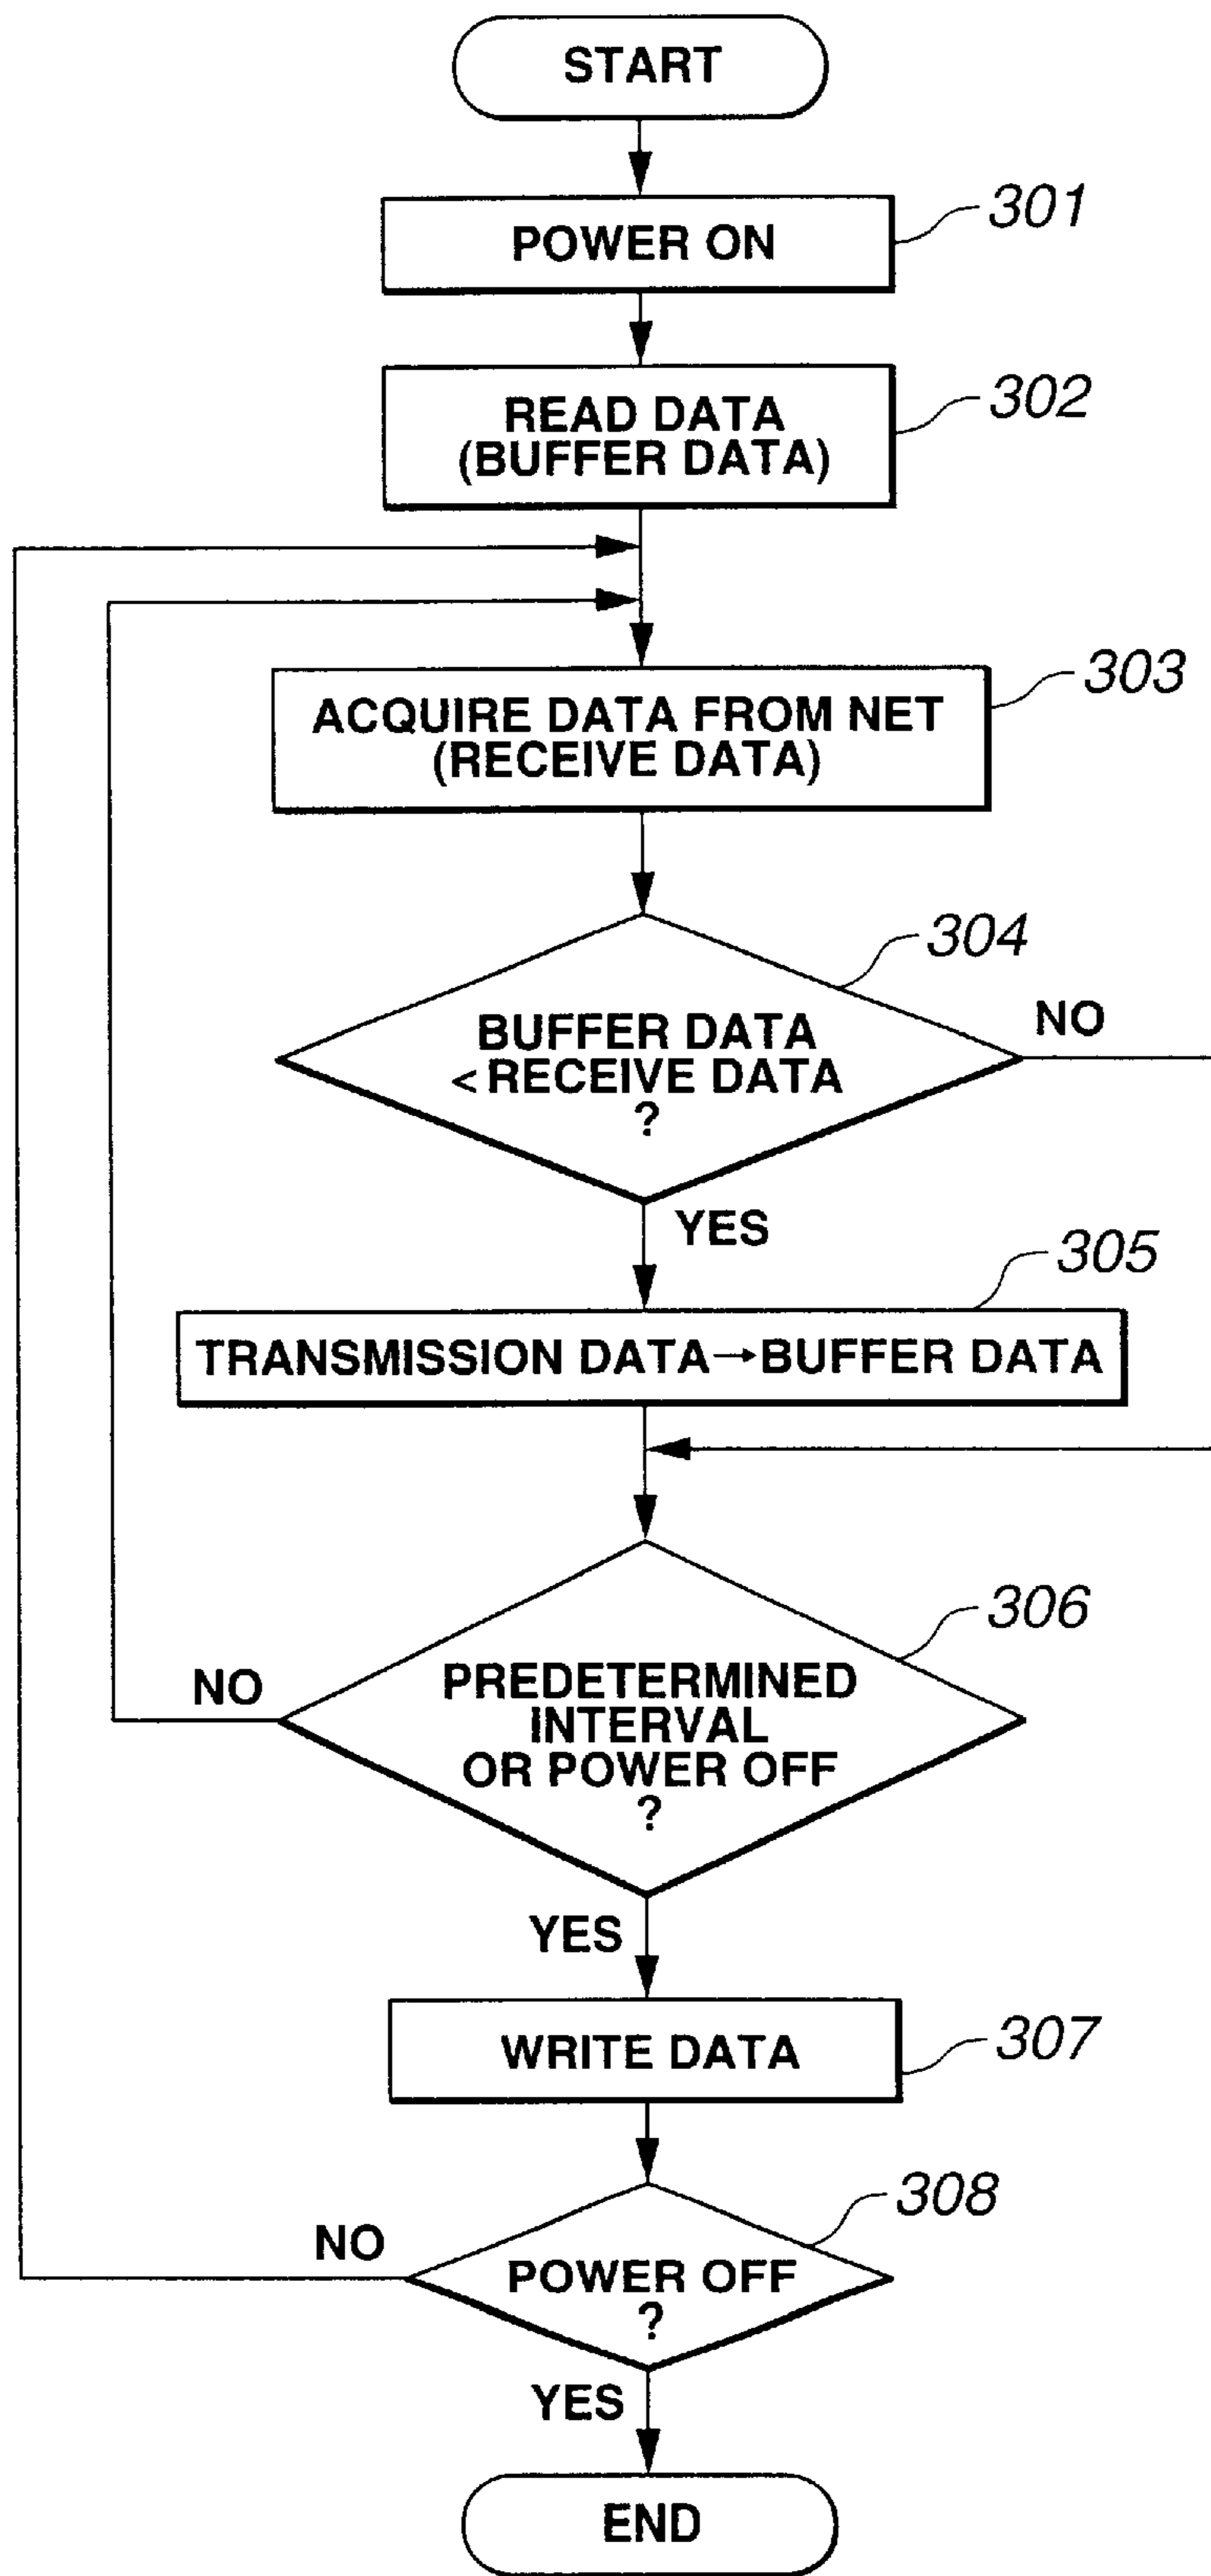 START
POWER ON
301
READ DATA
(BUFFER DATA)
302
ACQUIRE DATA FROM NET
(RECEIVE DATA)
303
304
BUFFER DATA
< RECEIVE DATA
?
NO
YES
305
TRANSMISSION DATA→BUFFER DATA
306
PREDETERMINED
INTERVAL
OR POWER OFF
?
NO
YES
WRITE DATA
307
308
NO
POWER OFF
?
YES
END